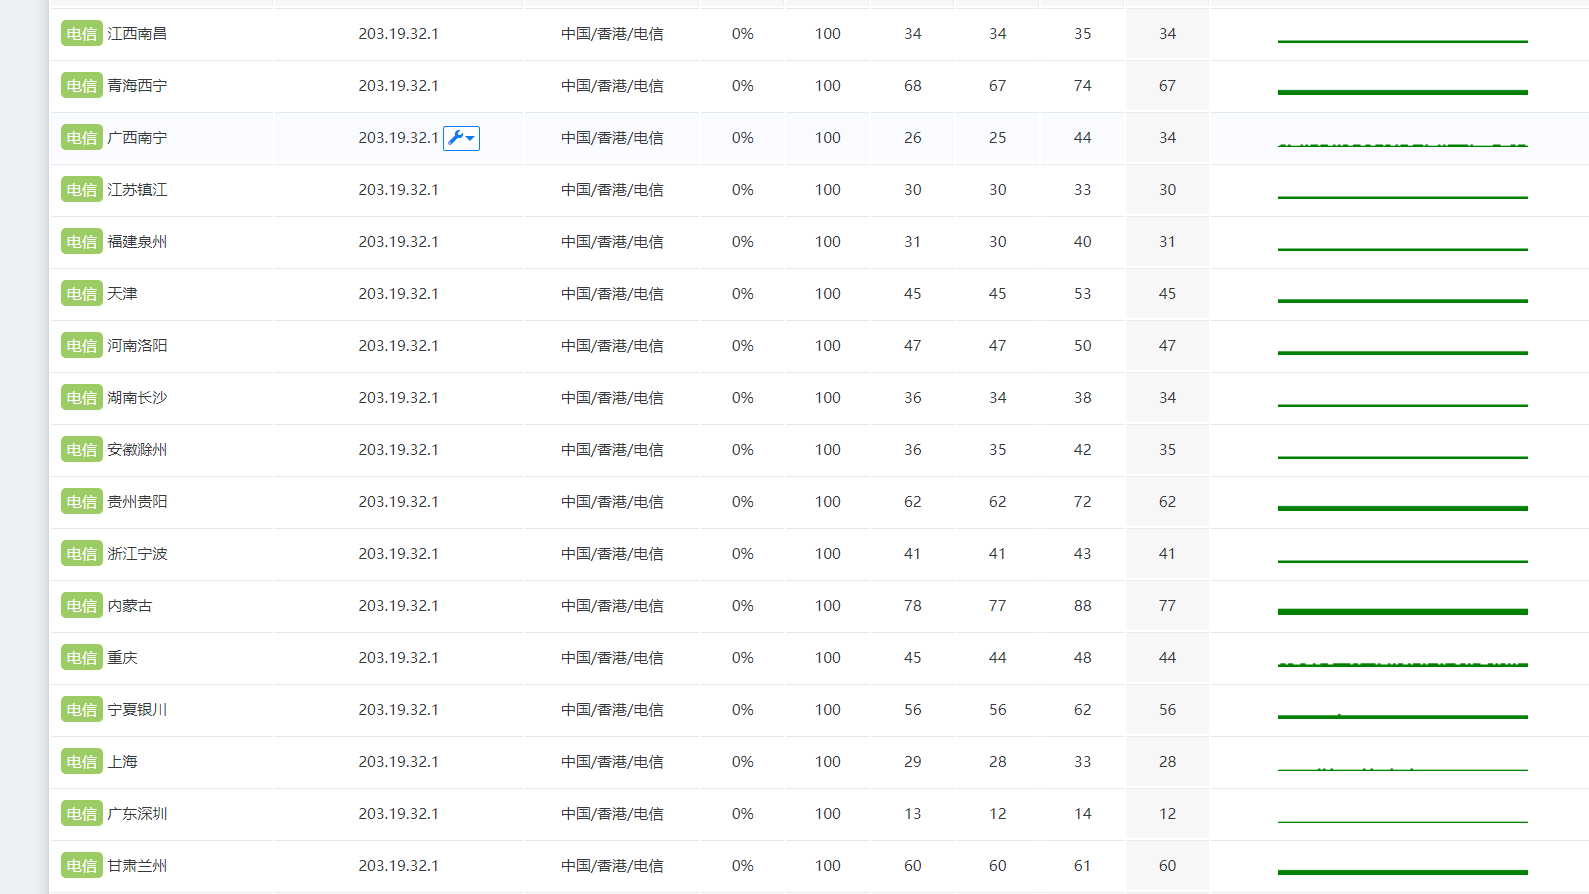 电信 江西南昌 203.19.32.1 中国/香港/电信 0% 100 34 34 35 34
电信 青海西宁 203.19.32.1 中国/香港/电信 0% 100 68 67 74 67
电信 广西南宁 203.19.32.1 中国/香港/电信 0% 100 26 25 44 34
电信 江苏镇江 203.19.32.1 中国/香港/电信 0% 100 30 30 33 30
电信 福建泉州 203.19.32.1 中国/香港/电信 0% 100 31 30 40 31
电信 天津 203.19.32.1 中国/香港/电信 0% 100 45 45 53 45
电信 河南洛阳 203.19.32.1 中国/香港/电信 0% 100 47 47 50 47
电信 湖南长沙 203.19.32.1 中国/香港/电信 0% 100 36 34 38 34
电信 安徽滁州 203.19.32.1 中国/香港/电信 0% 100 36 35 42 35
电信 贵州贵阳 203.19.32.1 中国/香港/电信 0% 100 62 62 72 62
电信 浙江宁波 203.19.32.1 中国/香港/电信 0% 100 41 41 43 41
电信 内蒙古 203.19.32.1 中国/香港/电信 0% 100 78 77 88 77
电信 重庆 203.19.32.1 中国/香港/电信 0% 100 45 44 48 44
电信 宁夏银川 203.19.32.1 中国/香港/电信 0% 100 56 56 62 56
电信 上海 203.19.32.1 中国/香港/电信 0% 100 29 28 33 28
电信 广东深圳 203.19.32.1 中国/香港/电信 0% 100 13 12 14 12
电信 甘肃兰州 203.19.32.1 中国/香港/电信 0% 100 60 60 61 60